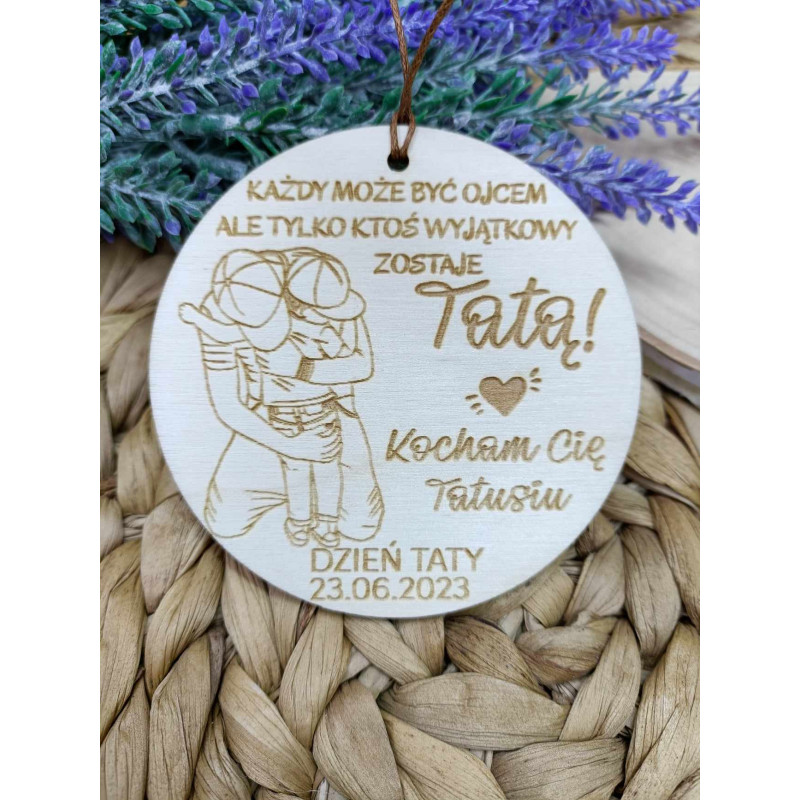 KAŻDY MOŻE BYĆ OJCEM
ALE TYLKO KTOŚ WYJĄTKOWY
ZOSTAJE
Tatą!
Kocham Cię
Tatusiu
DZIEŃ TATY
23.06.2023